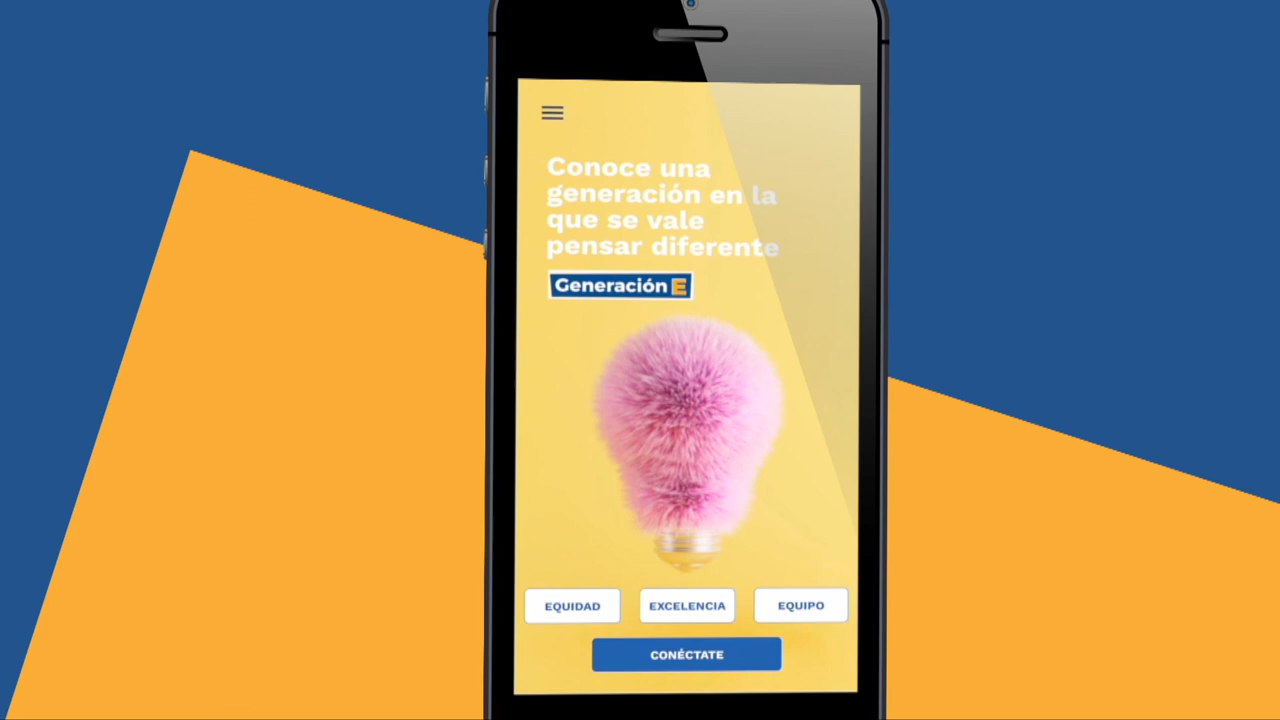 Conoce una
generación en la
que se vale
pensar diferente
Generación E
EQUIDAD EXCELENCIA EQUIPO
CONÉCTATE